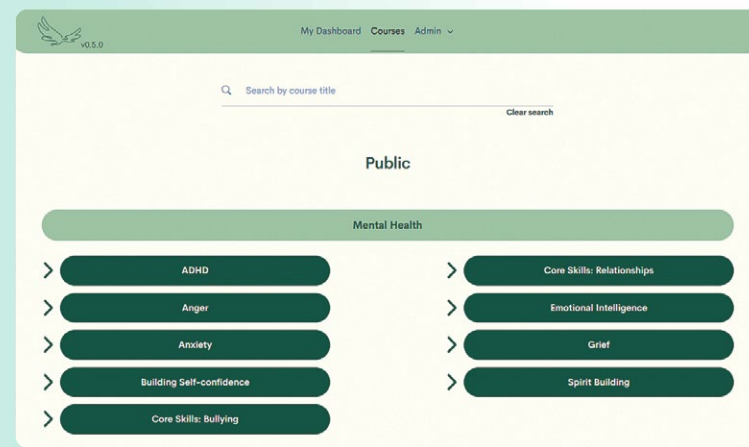 v0.5.0
My Dashboard Courses Admin
Search by course title
Clear search
Public
Mental Health
ADHD
Anger
Anxiety
Building Self-confidence
Core Skills: Bullying
Core Skills: Relationships
Emotional Intelligence
Grief
Spirit Building